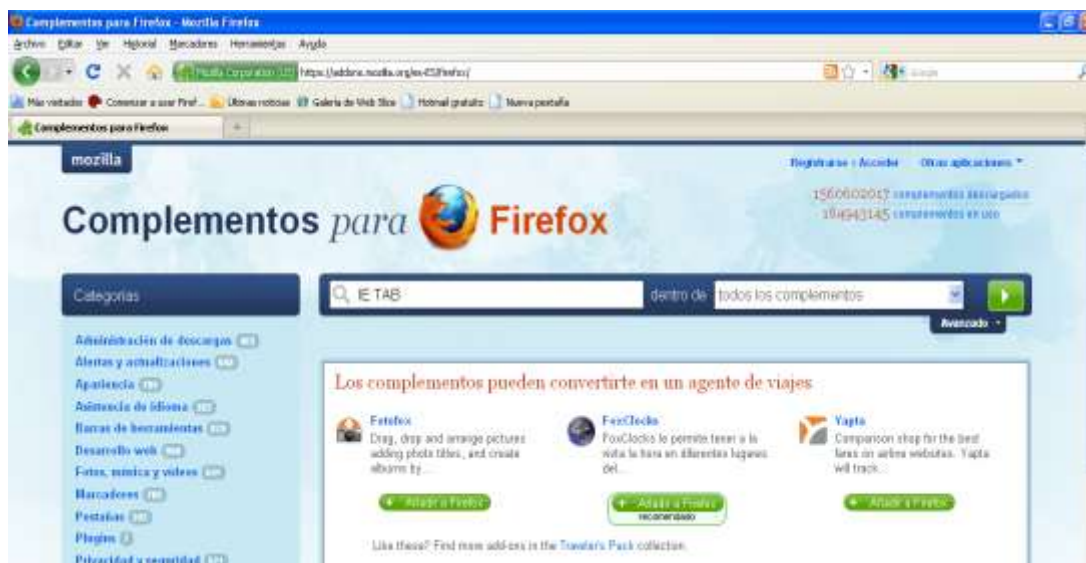 Complementos para Firefox - Mozilla Firefox
Archivo Editar Ver Historial Marcadores Herramientas Ayuda
Mozilla Corporation (US) https://addons.mozilla.org/es-ES/firefox/
Más visitados Comenzar a usar Firef... Últimas noticias Galería de Web Slice Hotmail gratuito Nueva pestaña
Complementos para Firefox
mozilla
Registrarse o Acceder Otras aplicaciones
1560602017 complementos descargados
184943145 complementos en uso
Complementos para Firefox
Categorías
IE TAB dentro de todos los complementos
Avanzado
Administración de descargas
Alertas y actualizaciones
Apariencia
Asistencia de idioma
Barras de herramientas
Desarrollo web
Fotos, música y vídeos
Marcadores
Pestañas
Plugins
Privacidad y seguridad
Los complementos pueden convertirte en un agente de viajes
Fotofox
Drag, drop and arrange pictures
adding photo titles, and create
albums by...
Añadir a Firefox
FoxClocks
FoxClocks le permite tener a la
vista la hora en diferentes lugares
del...
Añadir a Firefox
recomendado
Yapta
Comparison shop for the best
fares on airline websites. Yapta
will track...
Añadir a Firefox
Like these? Find more add-ons in the Traveler's Pack collection.